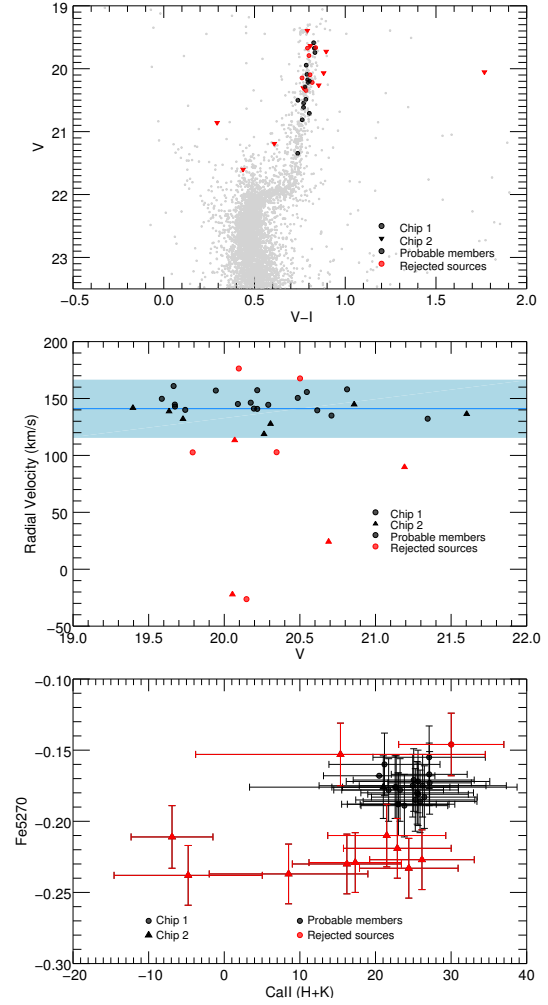 19
20
21
22
23
V
-0.5
0.0
0.5
1.0
1.5
2.0
V-I
Chip 1
Chip 2
Probable members
Rejected sources
200
150
100
50
0
-50
Radial Velocity (km/s)
19.0
19.5
20.0
20.5
21.0
21.5
22.0
V
Chip 1
Chip 2
Probable members
Rejected sources
-0.10
-0.15
-0.20
-0.25
-0.30
Fe5270
-20
-10
0
10
20
30
40
CaII (H+K)
Chip 1
Probable members
Chip 2
Rejected sources